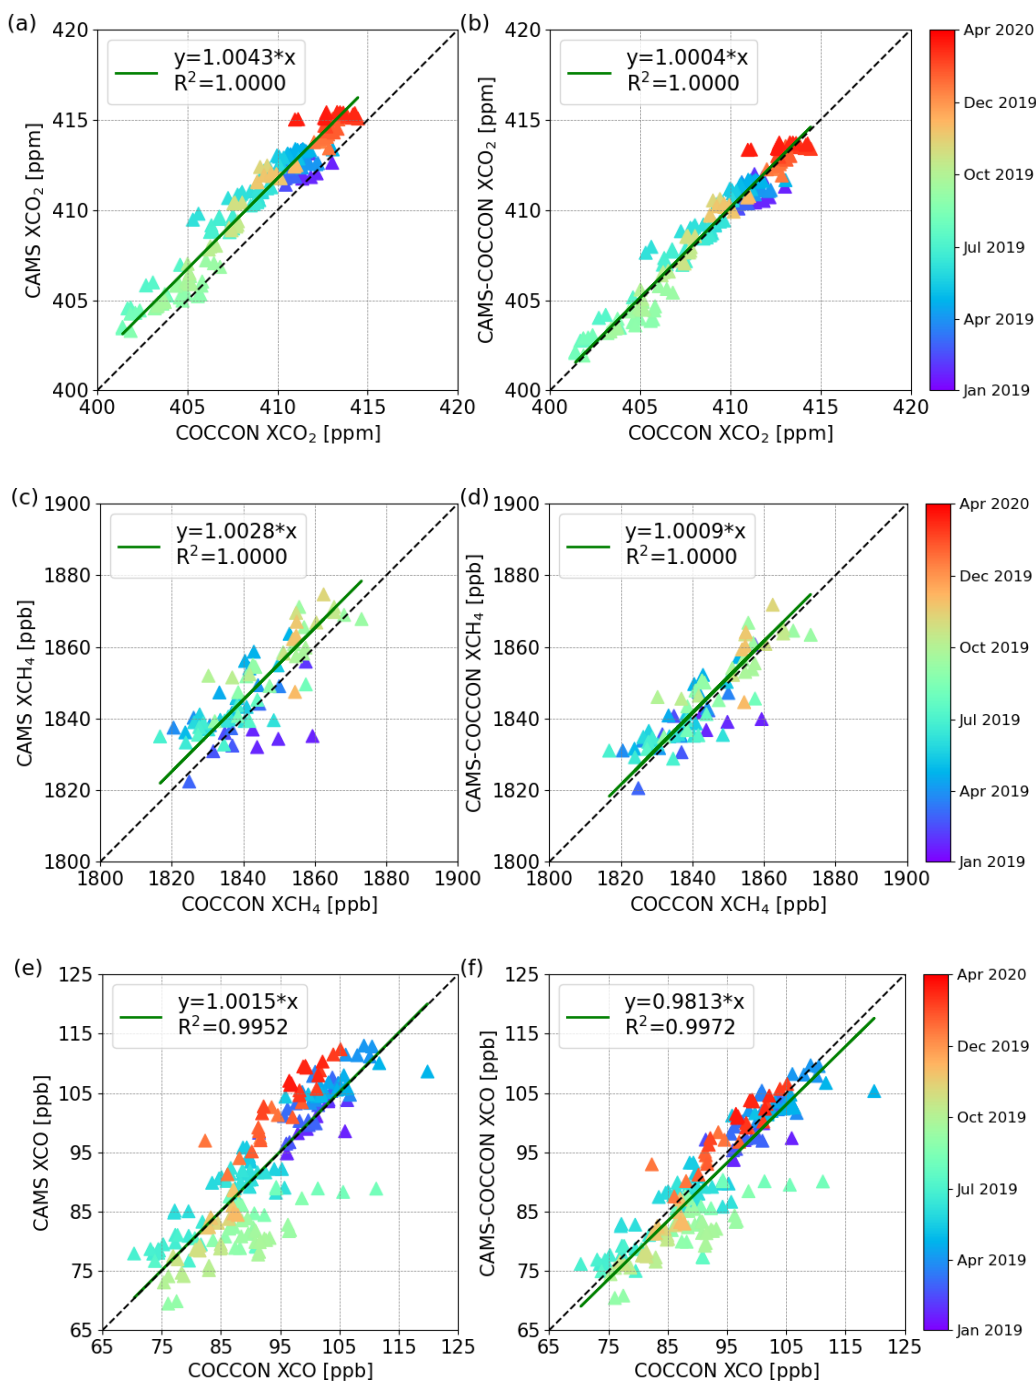 (a)
420
415
410
405
400
CAMS XCO₂ [ppm]
y=1.0043*x
R²=1.0000
400
405
410
415
420
COCCON XCO₂ [ppm]
(b)
420
415
410
405
400
CAMS-COCCON XCO₂ [ppm]
y=1.0004*x
R²=1.0000
400
405
410
415
420
COCCON XCO₂ [ppm]
Apr 2020
Dec 2019
Oct 2019
Jul 2019
Apr 2019
Jan 2019
(c)
1900
1880
1860
1840
1820
1800
CAMS XCH₄ [ppb]
y=1.0028*x
R²=1.0000
1800
1820
1840
1860
1880
1900
COCCON XCH₄ [ppb]
(d)
1900
1880
1860
1840
1820
1800
CAMS-COCCON XCH₄ [ppb]
y=1.0009*x
R²=1.0000
1800
1820
1840
1860
1880
1900
COCCON XCH₄ [ppb]
Apr 2020
Dec 2019
Oct 2019
Jul 2019
Apr 2019
Jan 2019
(e)
125
115
105
95
85
75
65
CAMS XCO [ppb]
y=1.0015*x
R²=0.9952
65
75
85
95
105
115
125
COCCON XCO [ppb]
(f)
125
115
105
95
85
75
65
CAMS-COCCON XCO [ppb]
y=0.9813*x
R²=0.9972
65
75
85
95
105
115
125
COCCON XCO [ppb]
Apr 2020
Dec 2019
Oct 2019
Jul 2019
Apr 2019
Jan 2019